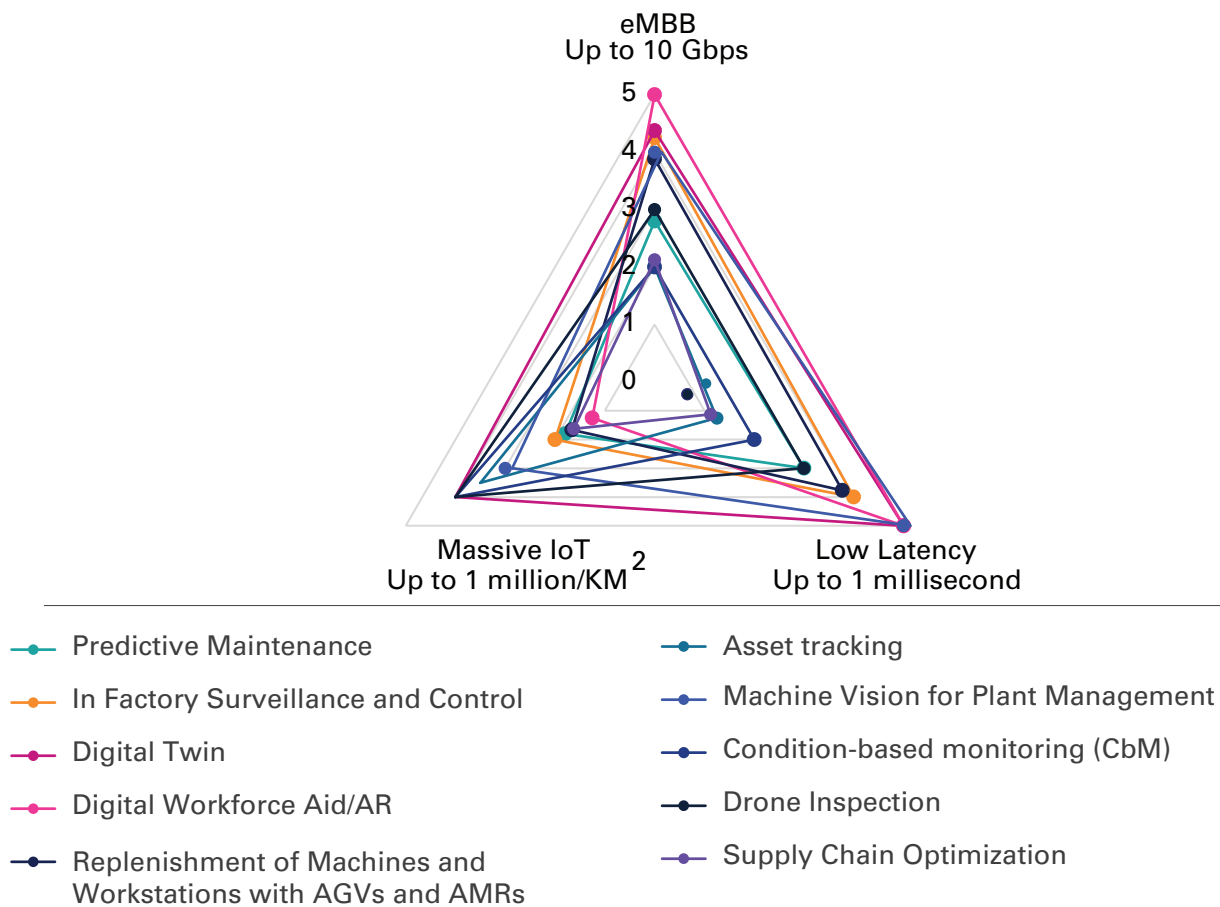 eMBB
Up to 10 Gbps
5
4
3
2
1
0
Massive IoT
Up to 1 million/KM²
Low Latency
Up to 1 millisecond
Predictive Maintenance
In Factory Surveillance and Control
Digital Twin
Digital Workforce Aid/AR
Replenishment of Machines and
Workstations with AGVs and AMRs
Asset tracking
Machine Vision for Plant Management
Condition-based monitoring (CbM)
Drone Inspection
Supply Chain Optimization